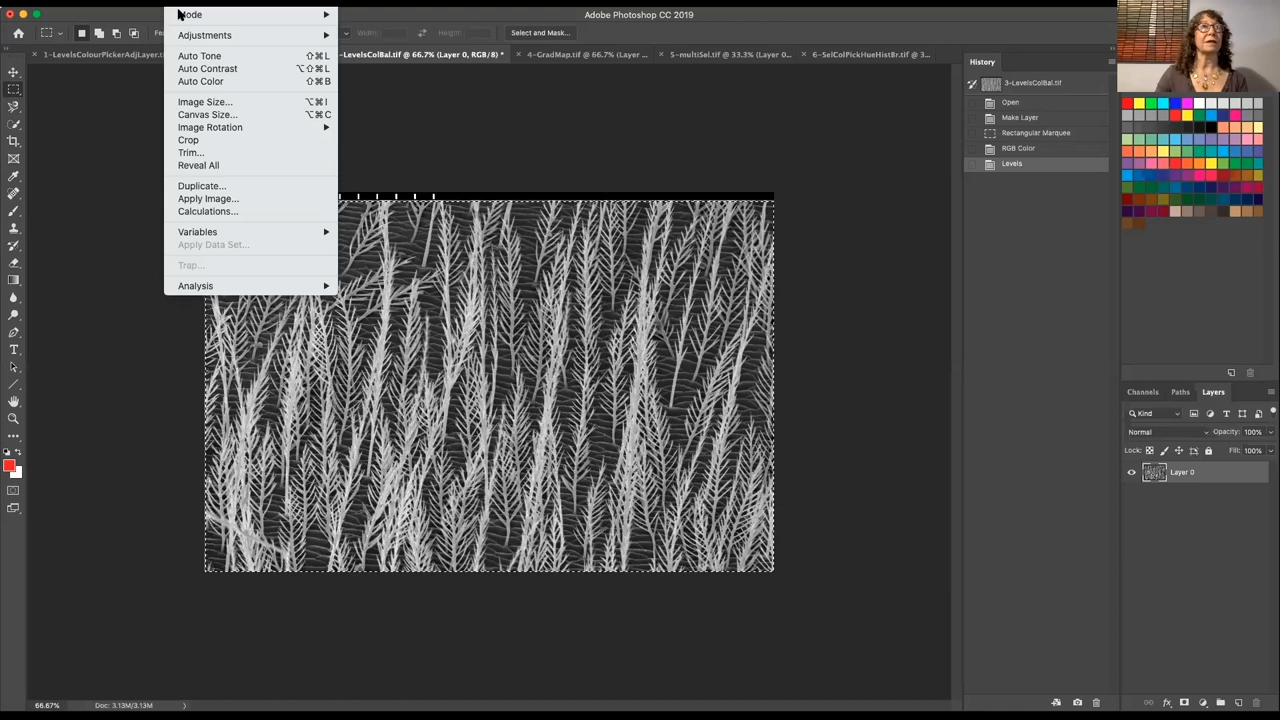 Mode
Adobe Photoshop CC 2019
Adjustments
Width:
Height:
Select and Mask...
1-LevelsColourPickerAdjLayer.tif
-LevelsColBal.tif @ 66.7% (Layer 0, RGB/8) *
4-GradMap.tif @ 66.7% (Layer ...
5-multiSel.tif @ 33.3% (Layer 0...
6-SelColPickHueHistBr.tif @ 3...
Auto Tone ⇧⌘L
Auto Contrast ⌥⇧⌘L
Auto Color ⇧⌘B
Image Size... ⌥⌘I
Canvas Size... ⌥⌘C
Image Rotation
Crop
Trim...
Reveal All
Duplicate...
Apply Image...
Calculations...
Variables
Apply Data Set...
Trap...
Analysis
History
3-LevelsColBal.tif
Open
Make Layer
Rectangular Marquee
RGB Color
Levels
Channels Paths Layers
Kind
Normal Opacity: 100%
Lock: Fill: 100%
Layer 0
66.67% Doc: 3.13M/3.13M